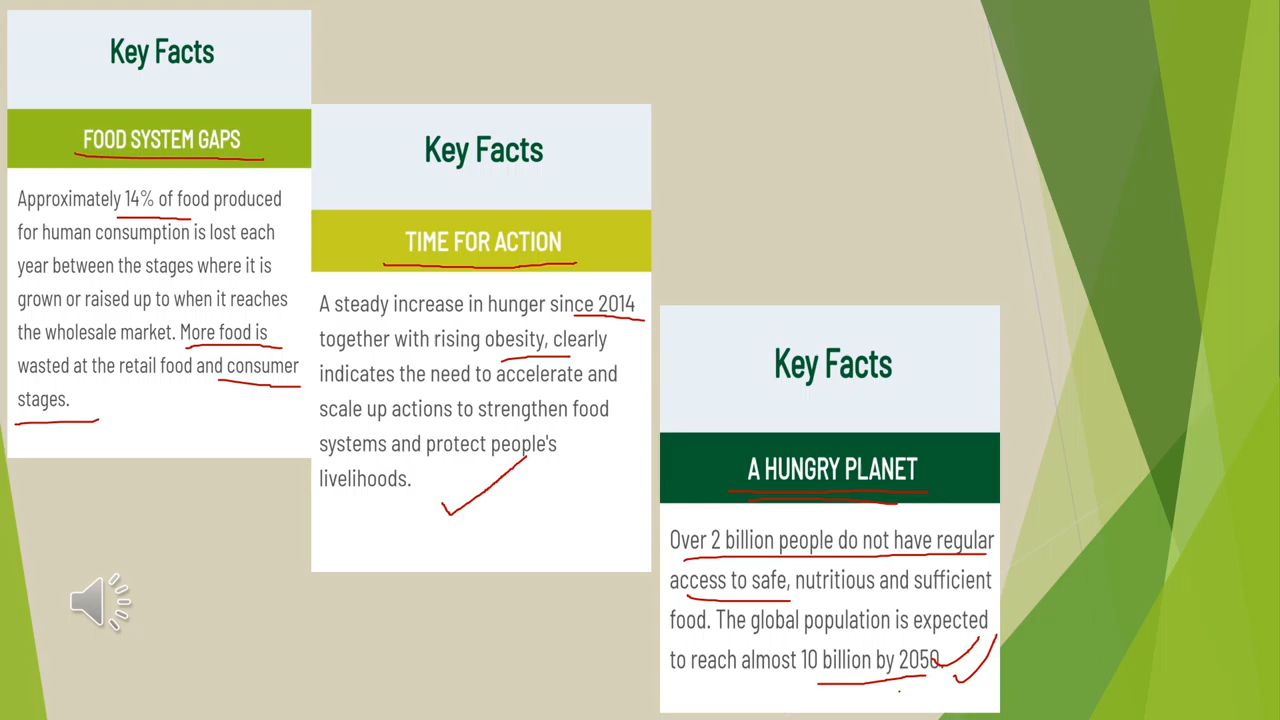 Key Facts
FOOD SYSTEM GAPS
Approximately 14% of food produced
for human consumption is lost each
year between the stages where it is
grown or raised up to when it reaches
the wholesale market. More food is
wasted at the retail food and consumer
stages.
Key Facts
TIME FOR ACTION
A steady increase in hunger since 2014
together with rising obesity, clearly
indicates the need to accelerate and
scale up actions to strengthen food
systems and protect people's
livelihoods.
Key Facts
A HUNGRY PLANET
Over 2 billion people do not have regular
access to safe, nutritious and sufficient
food. The global population is expected
to reach almost 10 billion by 2050.